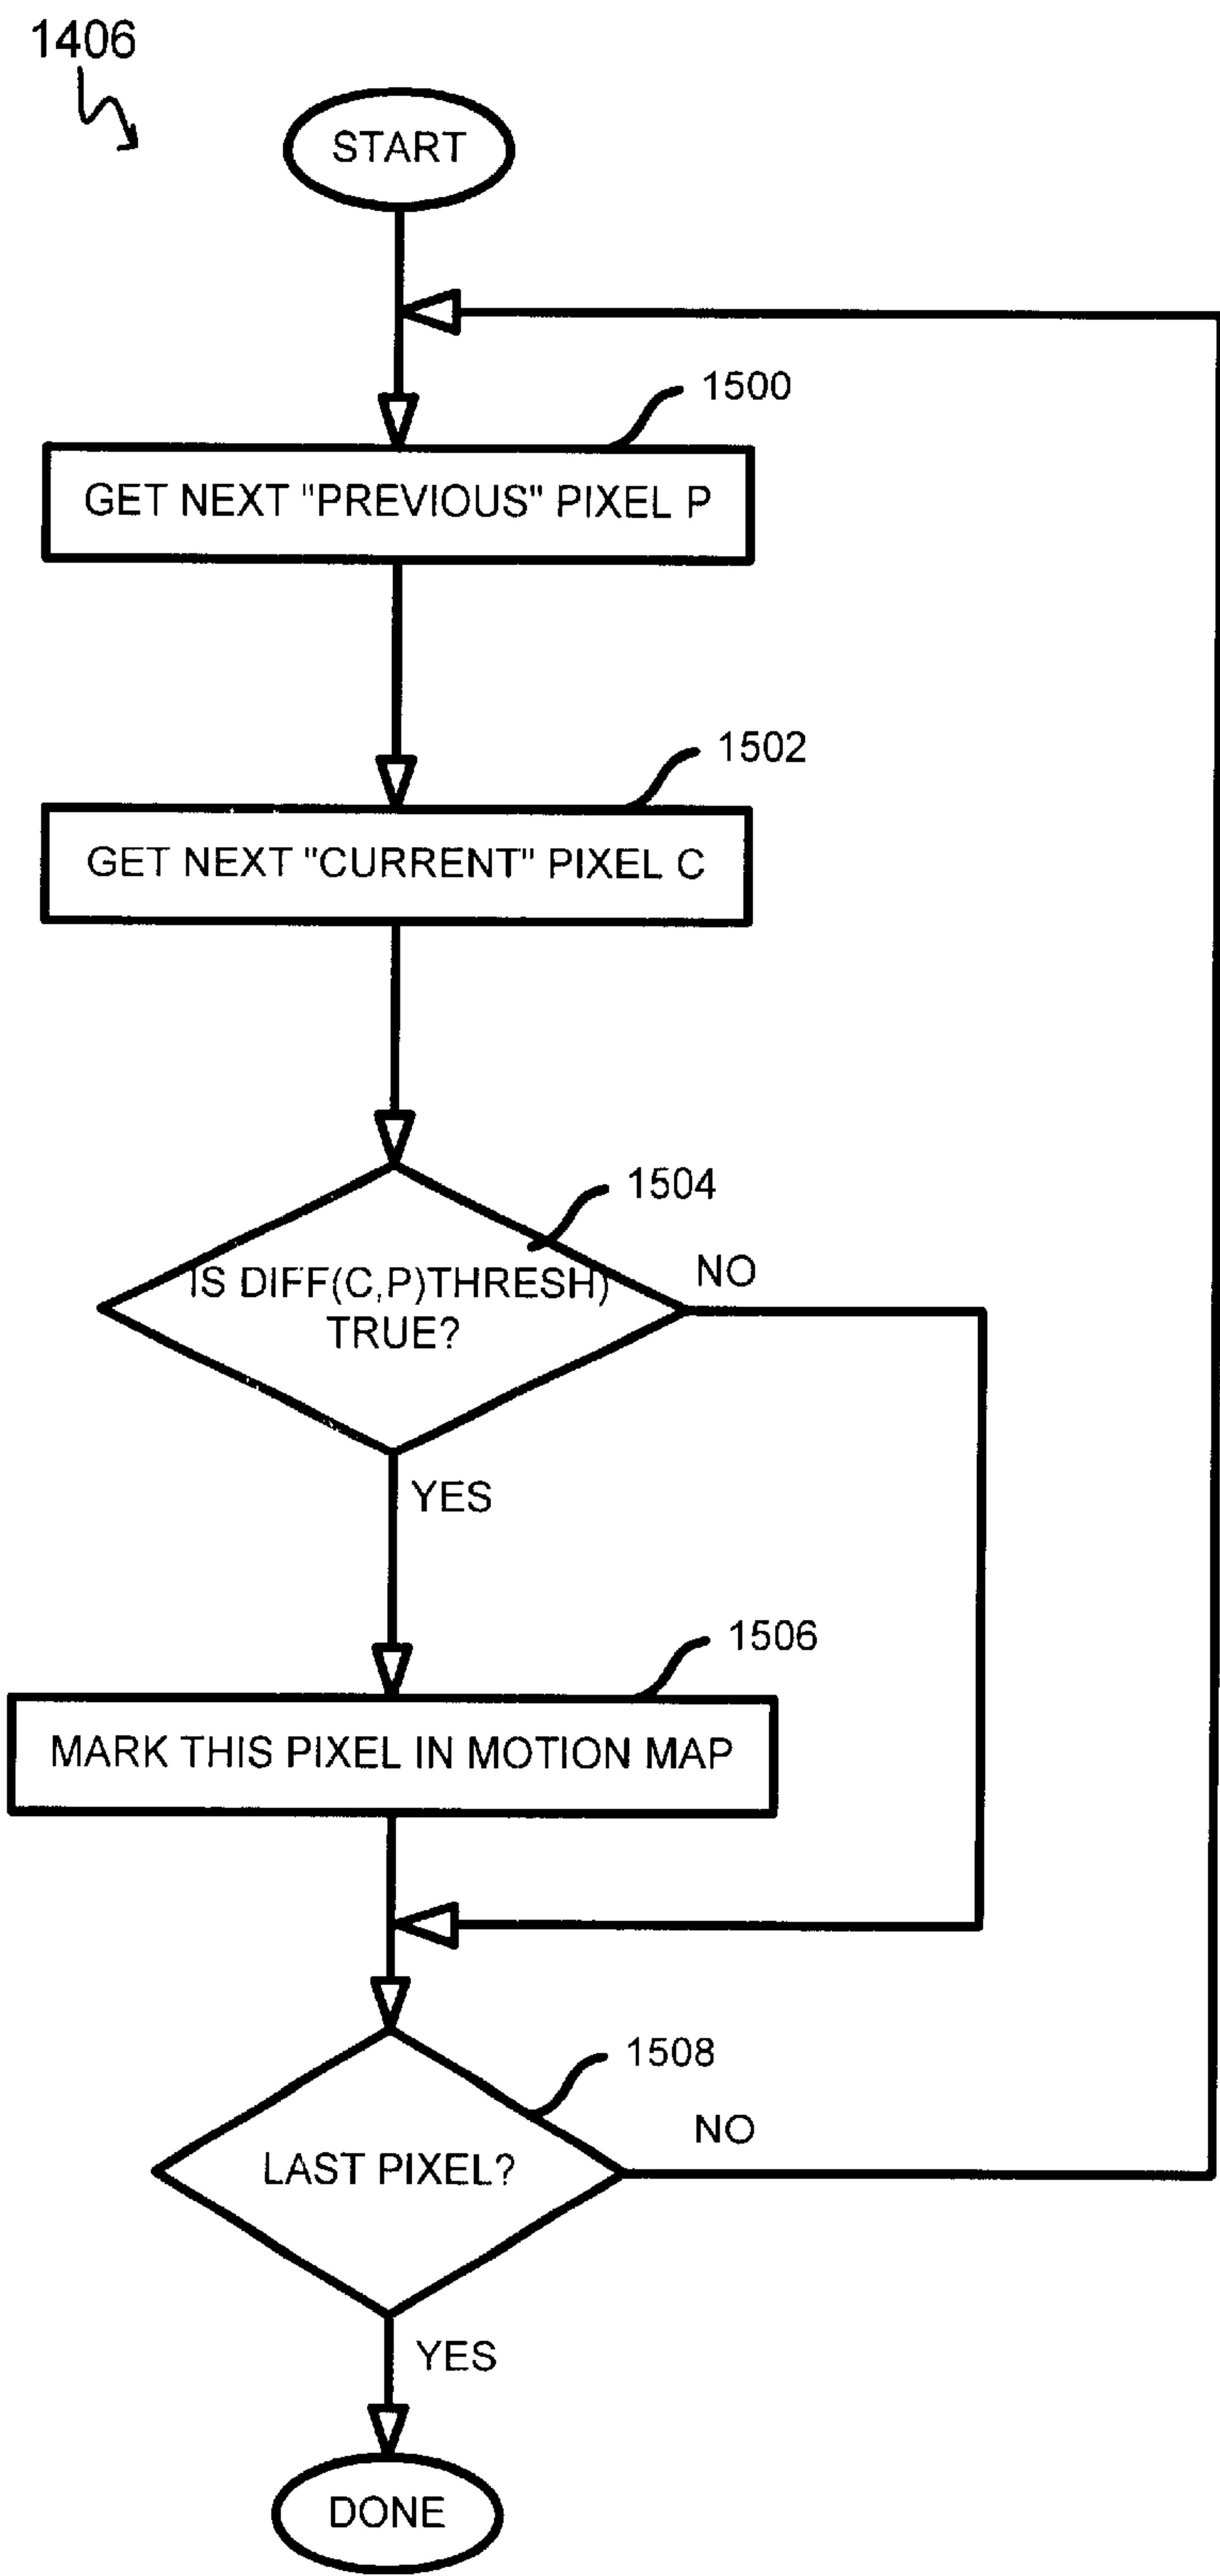 1406
START
1500
GET NEXT "PREVIOUS" PIXEL P
1502
GET NEXT "CURRENT" PIXEL C
1504
IS DIFF(C,P)THRESH)
TRUE?
NO
YES
1506
MARK THIS PIXEL IN MOTION MAP
1508
LAST PIXEL?
NO
YES
DONE